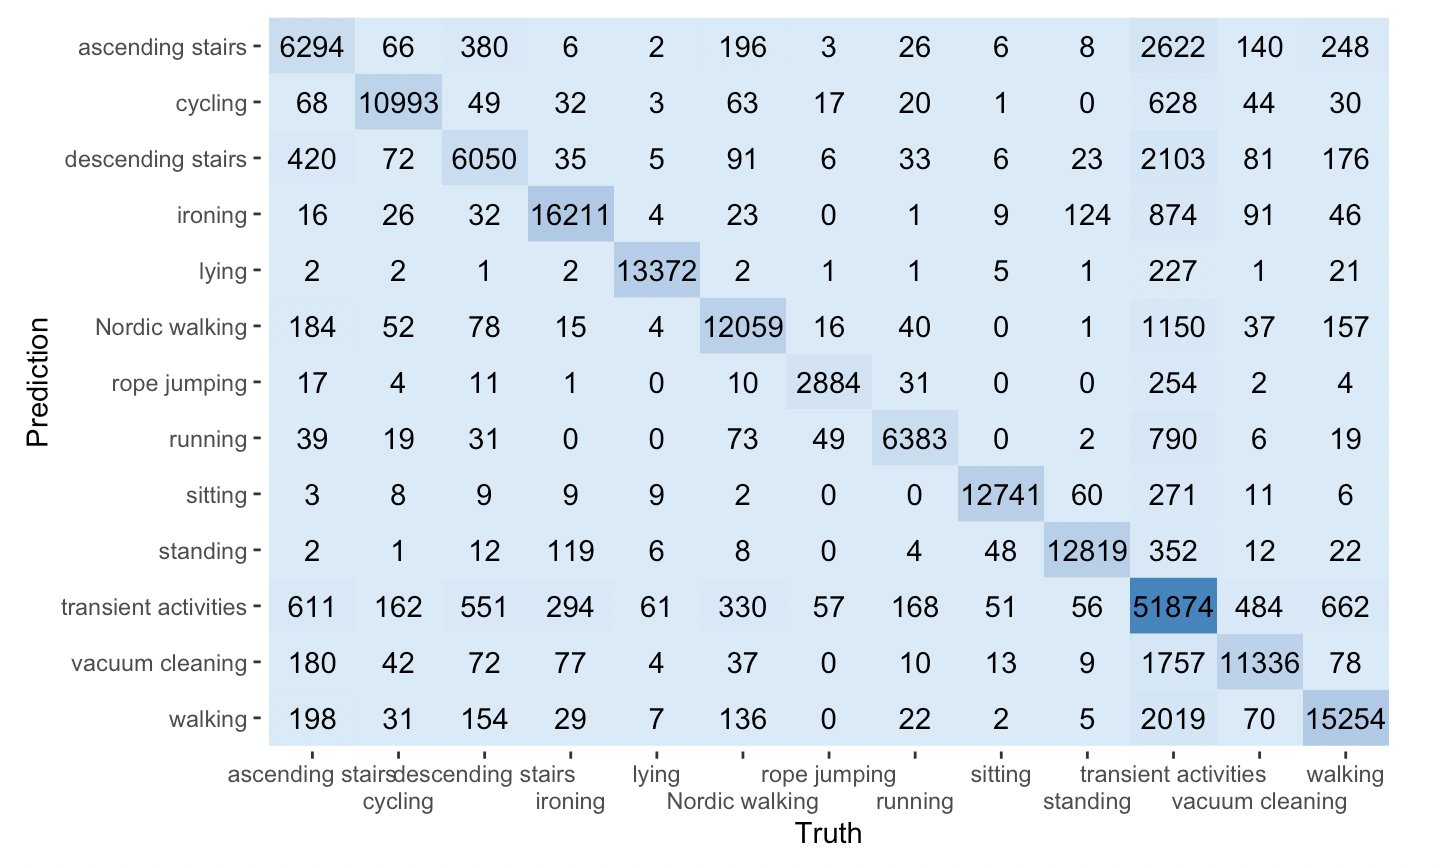 ascending stairs 6294 66 380 6 2 196 3 26 6 8 2622 140 248
cycling 68 10993 49 32 3 63 17 20 1 0 628 44 30
descending stairs 420 72 6050 35 5 91 6 33 6 23 2103 81 176
ironing 16 26 32 16211 4 23 0 1 9 124 874 91 46
lying 2 2 1 2 13372 2 1 1 5 1 227 1 21
Nordic walking 184 52 78 15 4 12059 16 40 0 1 1150 37 157
rope jumping 17 4 11 1 0 10 2884 31 0 0 254 2 4
running 39 19 31 0 0 73 49 6383 0 2 790 6 19
sitting 3 8 9 9 9 2 0 0 12741 60 271 11 6
standing 2 1 12 119 6 8 0 4 48 12819 352 12 22
transient activities 611 162 551 294 61 330 57 168 51 56 51874 484 662
vacuum cleaning 180 42 72 77 4 37 0 10 13 9 1757 11336 78
walking 198 31 154 29 7 136 0 22 2 5 2019 70 15254
Prediction
ascending stairs descending stairs lying rope jumping sitting transient activities walking
cycling ironing Nordic walking running standing vacuum cleaning
Truth